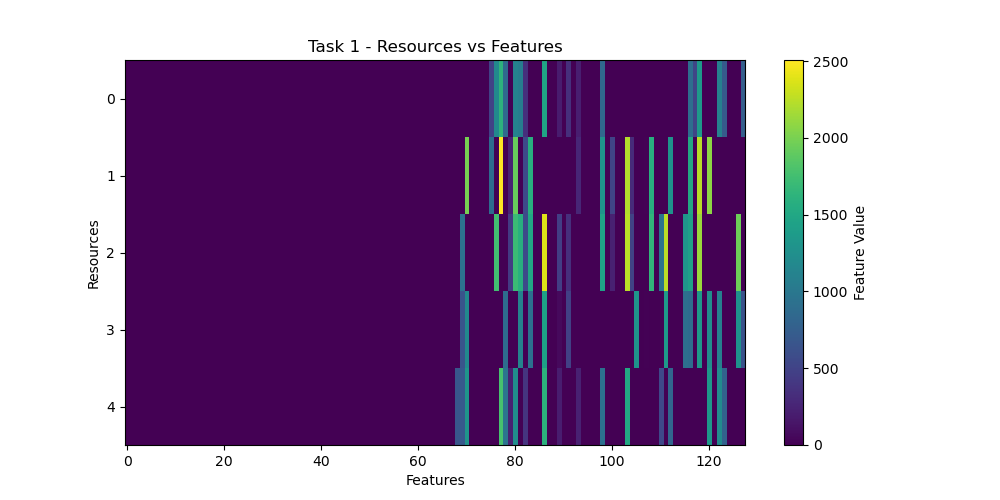 Task 1 - Resources vs Features
0
1
2
3
4
Resources
0 20 40 60 80 100 120
Features
2500
2000
1500
1000
500
0
Feature Value